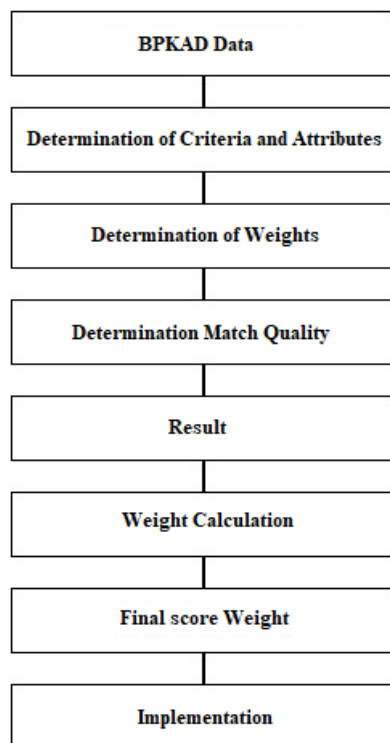 BPKAD Data
Determination of Criteria and Attributes
Determination of Weights
Determination Match Quality
Result
Weight Calculation
Final score Weight
Implementation